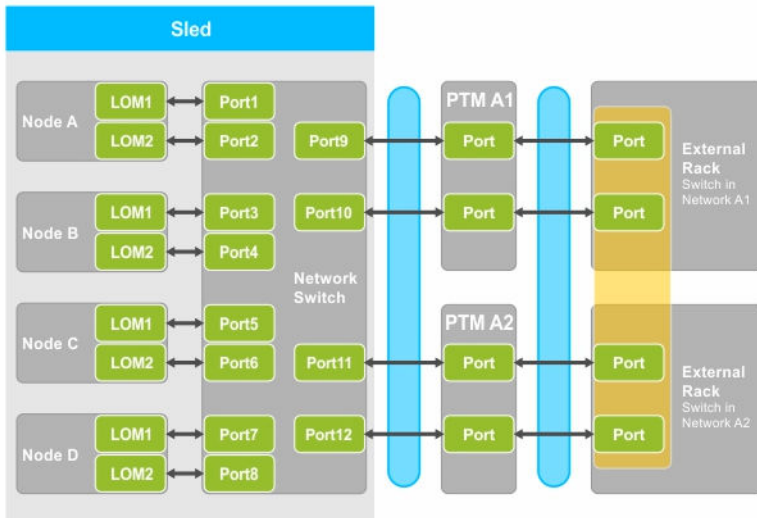 Sled
Node A
LOM1
LOM2
Port1
Port2
Node B
LOM1
LOM2
Port3
Port4
Node C
LOM1
LOM2
Port5
Port6
Node D
LOM1
LOM2
Port7
Port8
Network
Switch
Port9
Port10
Port11
Port12
PTM A1
Port
Port
PTM A2
Port
Port
Port
Port
External
Rack
Switch in
Network A1
Port
Port
External
Rack
Switch in
Network A2